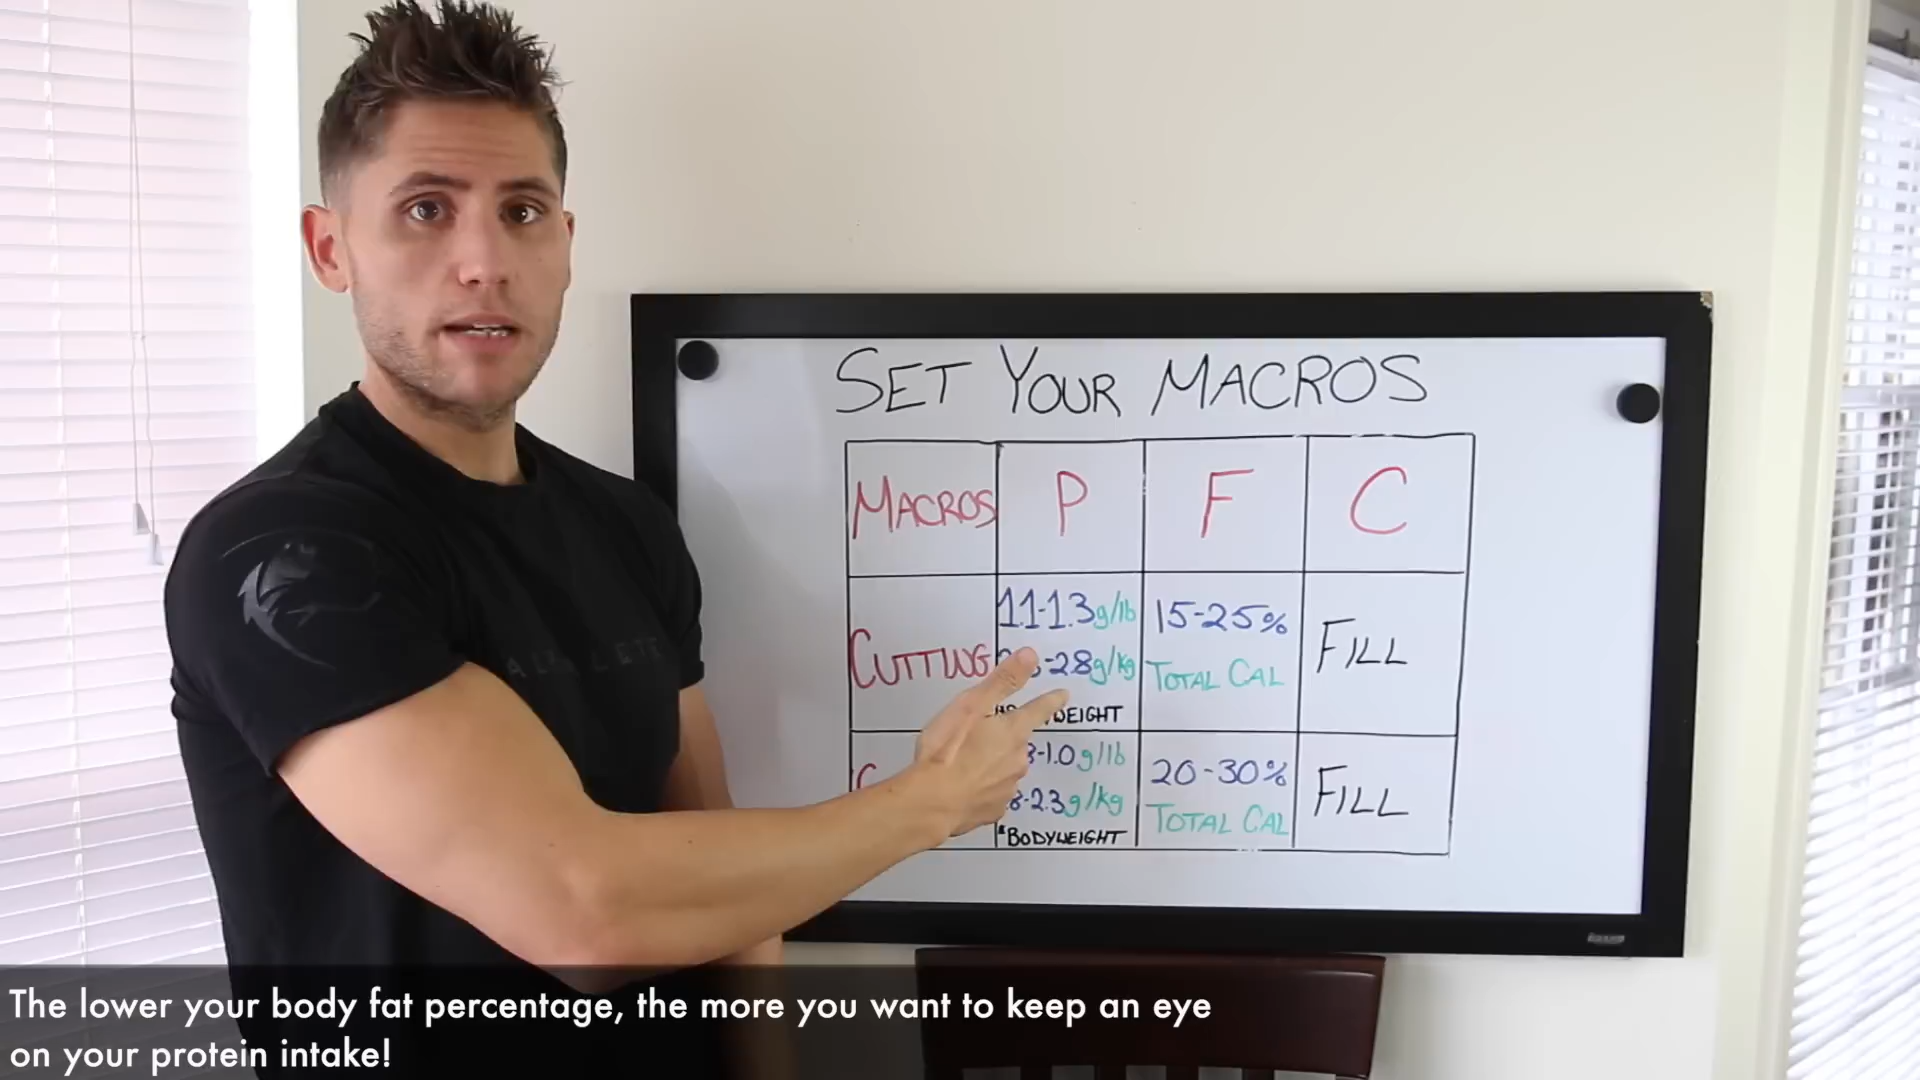 SET YOUR MACROS
MACROS P F C
CUTTING 1.1-1.3g/lb 15-25% FILL
-2.8g/kg TOTAL CAL
WEIGHT
-1.0g/lb 20-30% FILL
8-2.3g/kg TOTAL CAL
*BODYWEIGHT
The lower your body fat percentage, the more you want to keep an eye
on your protein intake!